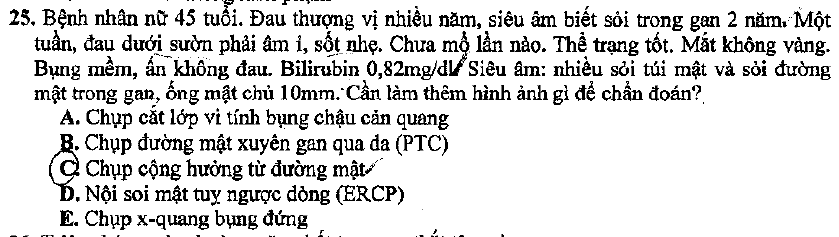 25. Bệnh nhân nữ 45 tuổi. Đau thượng vị nhiều năm, siêu âm biết sỏi trong gan 2 năm. Một
tuần, đau dưới sườn phải âm ỉ, sốt nhẹ. Chưa mổ lần nào. Thể trạng tốt. Mắt không vàng.
Bụng mềm, ấn không đau. Bilirubin 0,82mg/dl. Siêu âm: nhiều sỏi túi mật và sỏi đường
mật trong gan, ống mật chủ 10mm. Cần làm thêm hình ảnh gì để chẩn đoán?
A. Chụp cắt lớp vi tính bụng chậu cản quang
B. Chụp đường mật xuyên gan qua da (PTC)
C. Chụp cộng hưởng từ đường mật
D. Nội soi mật tuỵ ngược dòng (ERCP)
E. Chụp x-quang bụng đứng